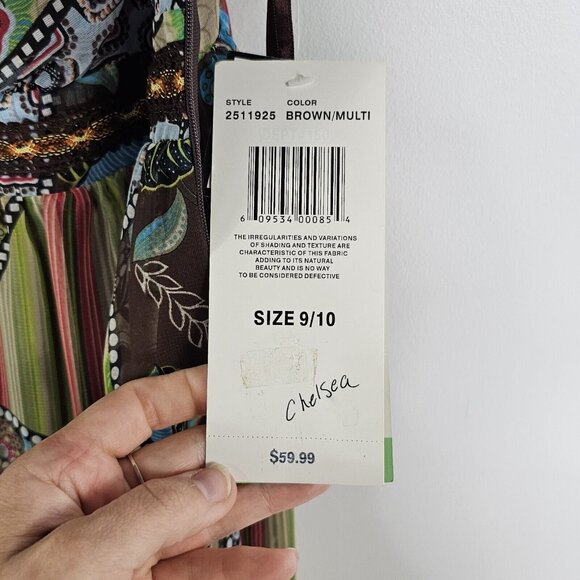 STYLE COLOR
2511925 BROWN/MULTI
6 09534 00085 4
THE IRREGULARITIES AND VARIATIONS
OF SHADING AND TEXTURE ARE
CHARACTERISTIC OF THIS FABRIC
ADDING TO ITS NATURAL
BEAUTY AND IS NO WAY
TO BE CONSIDERED DEFECTIVE
SIZE 9/10
Chelsea
$59.99